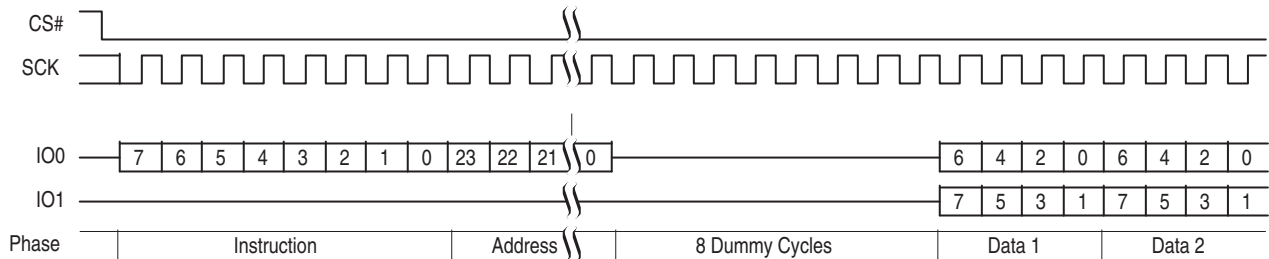 CS#
SCK
IO0 7 6 5 4 3 2 1 0 23 22 21 0 6 4 2 0 6 4 2 0
IO1 7 5 3 1 7 5 3 1
Phase Instruction Address 8 Dummy Cycles Data 1 Data 2